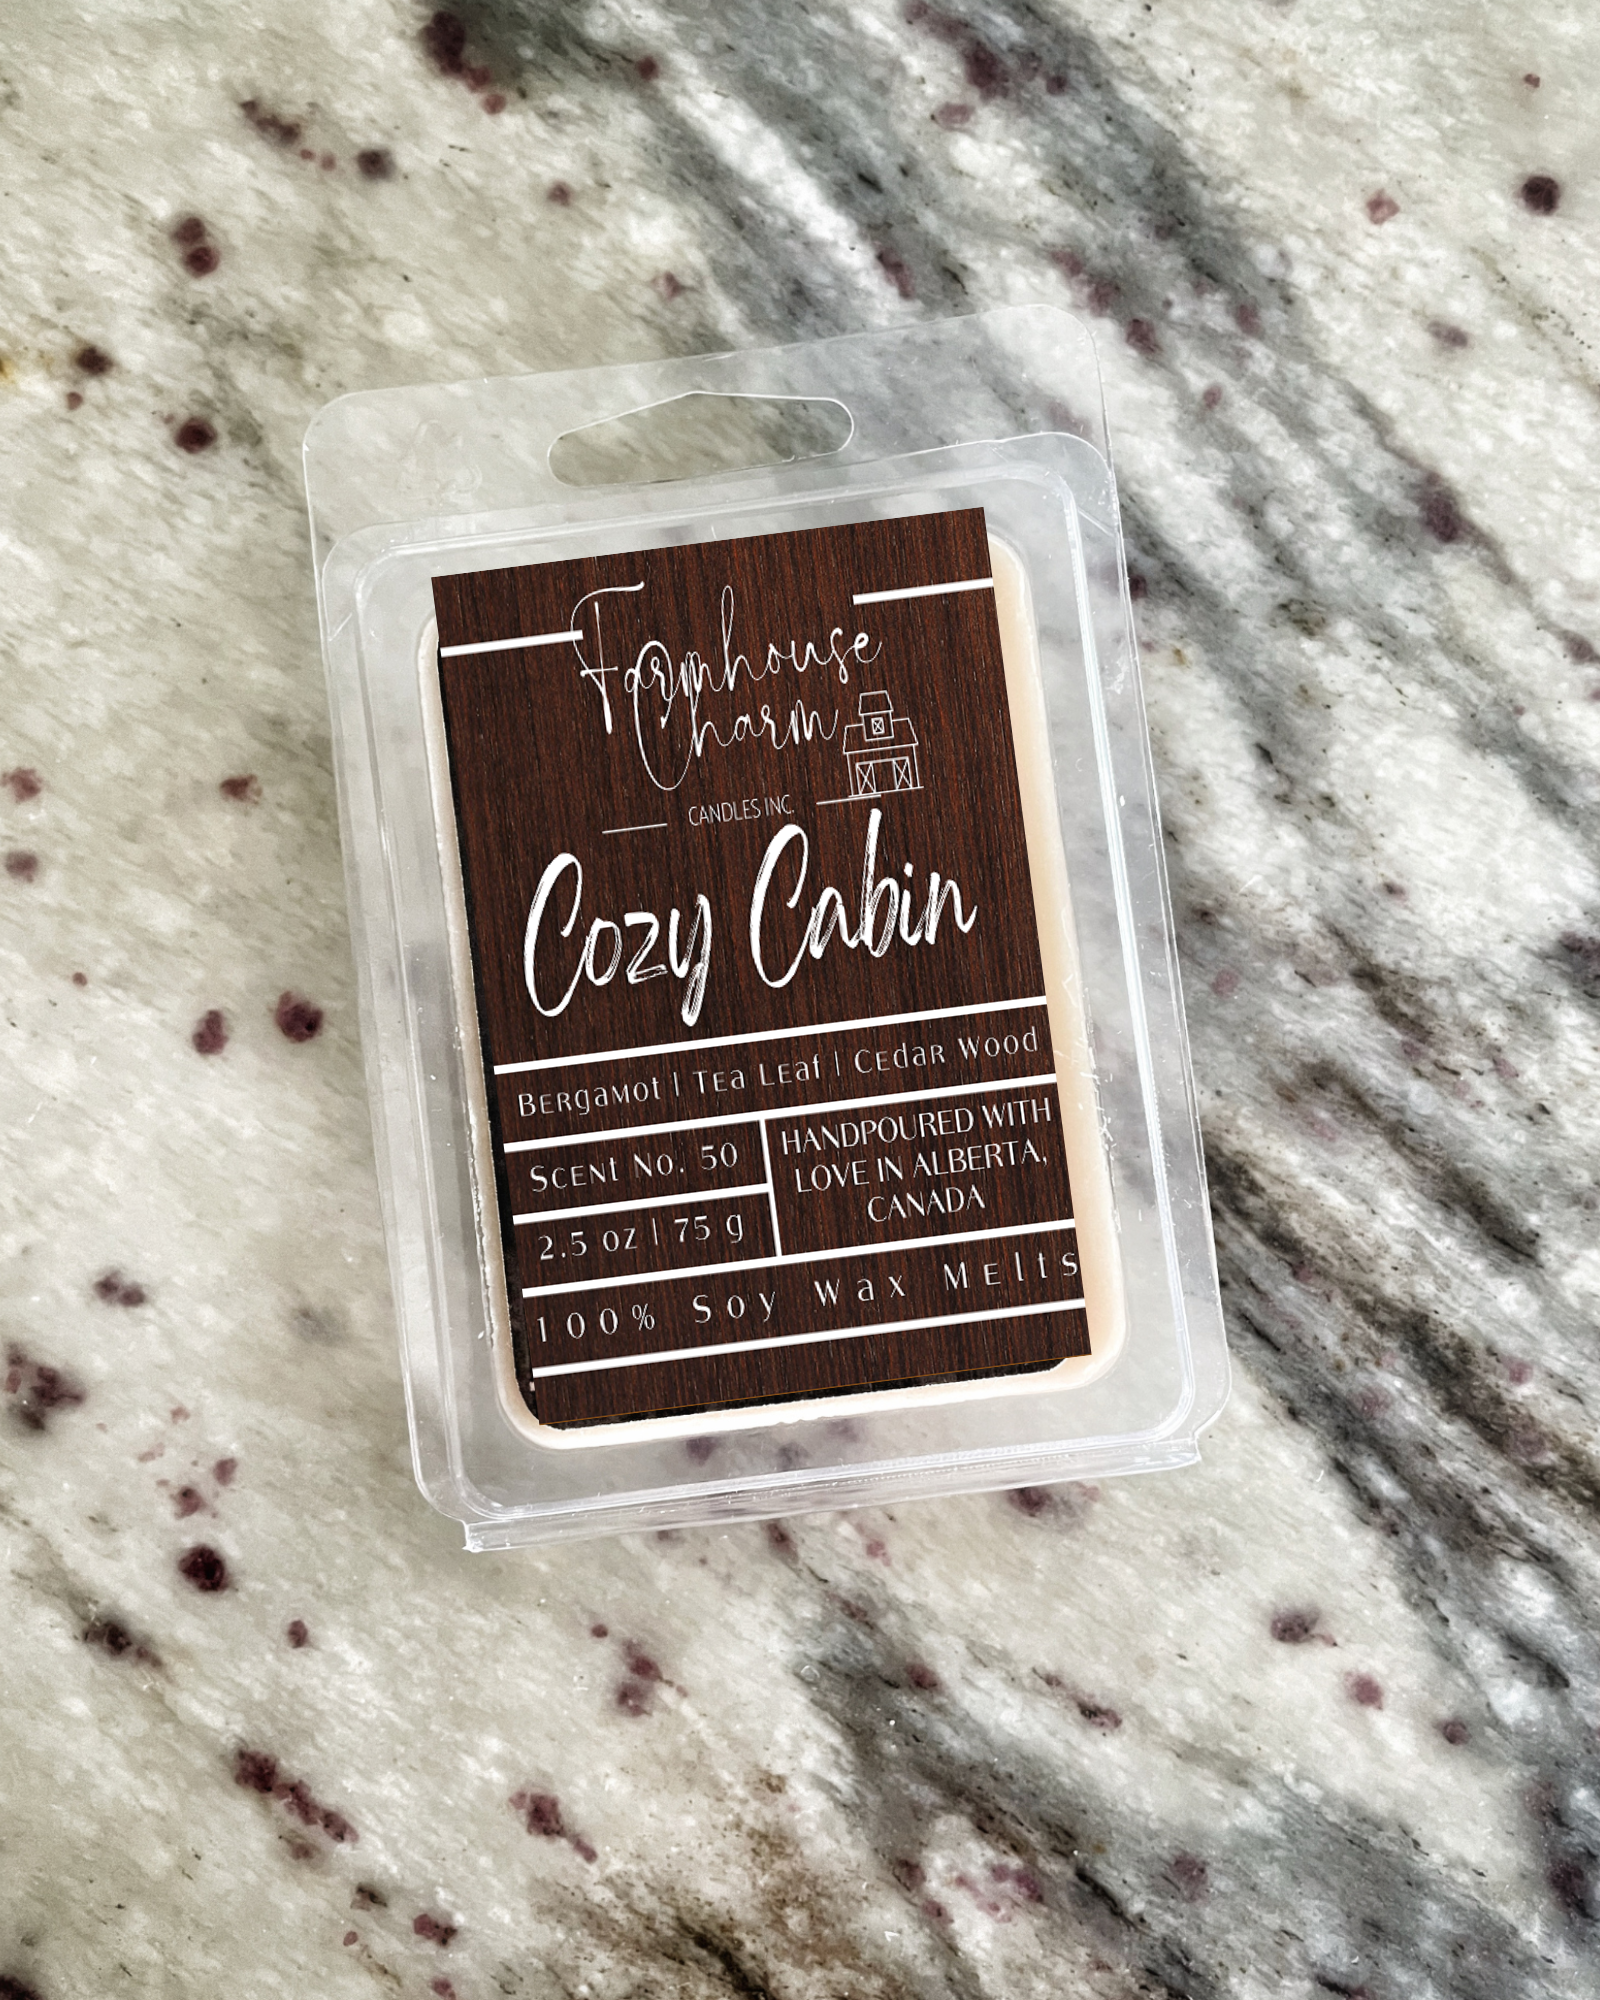 Farmhouse
Charm
CANDLES INC.
Cozy Cabin
Bergamot | Tea Leaf | Cedar Wood
Scent No. 50
2.5 oz | 75 g
HANDPOURED WITH
LOVE IN ALBERTA,
CANADA
100% Soy Wax Melts